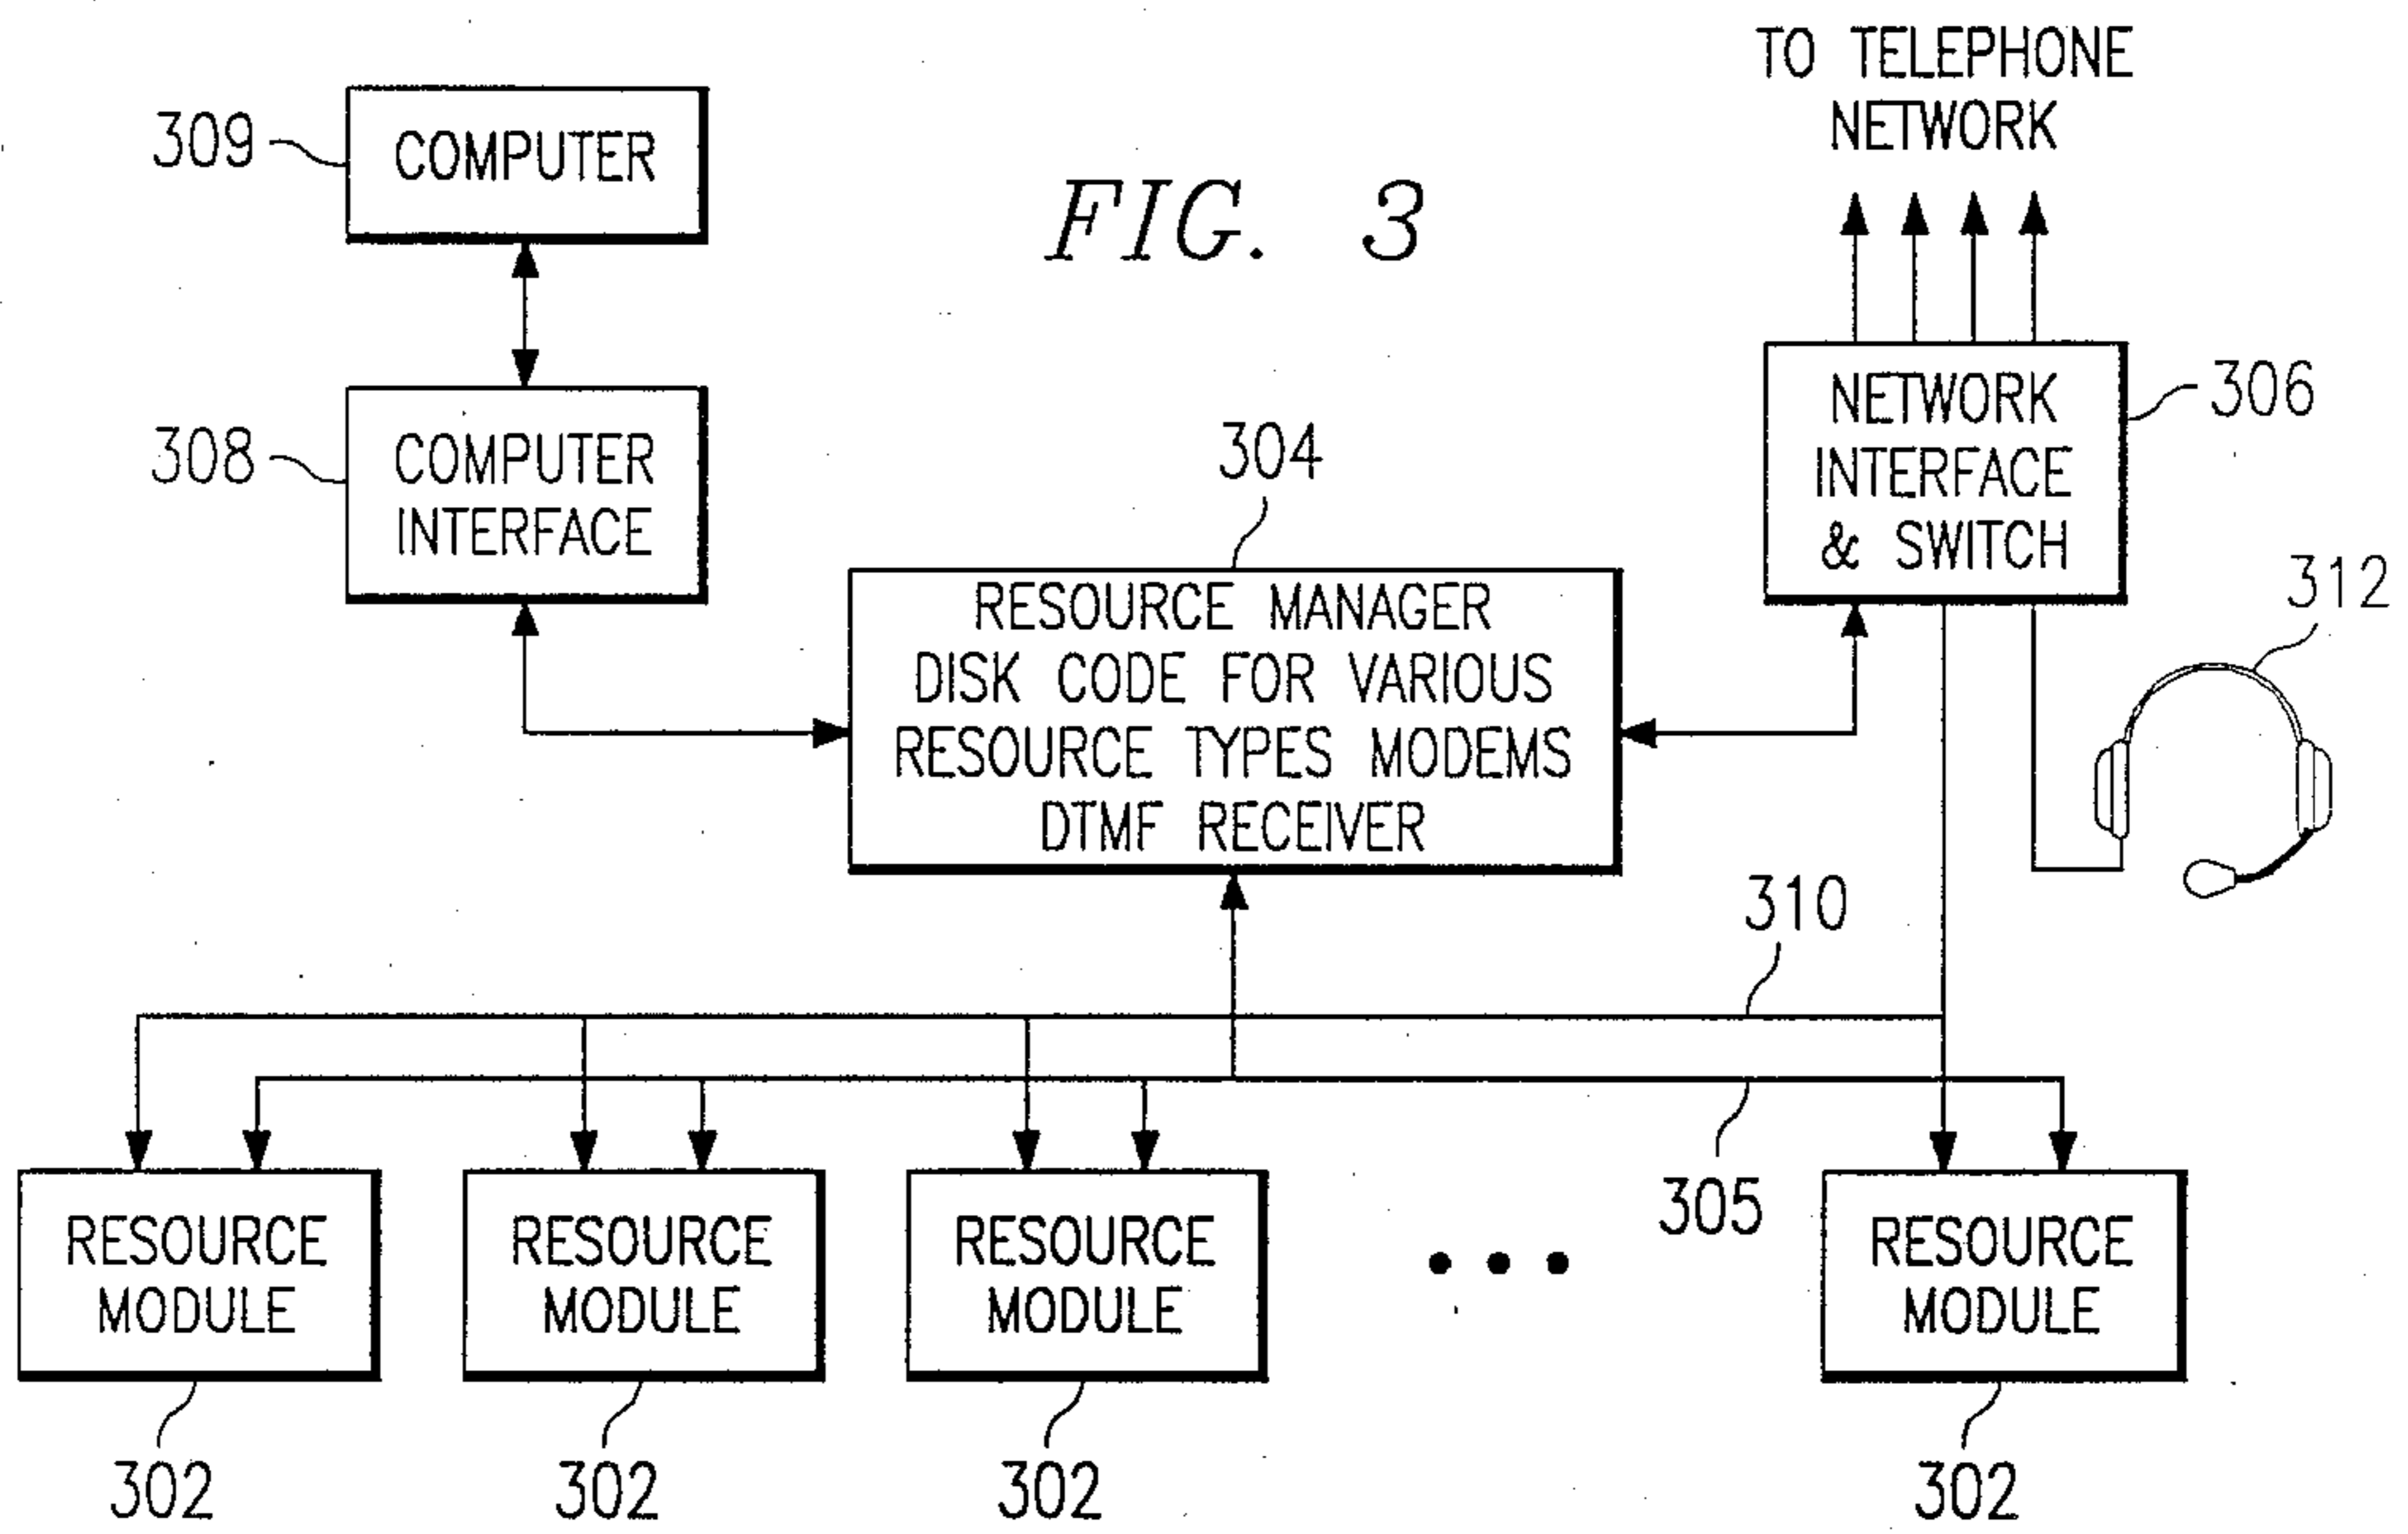 TO TELEPHONE
NETWORK
309
COMPUTER
FIG. 3
308
COMPUTER
INTERFACE
304
NETWORK
INTERFACE
& SWITCH
306
312
RESOURCE MANAGER
DISK CODE FOR VARIOUS
RESOURCE TYPES MODEMS
DTMF RECEIVER
310
305
RESOURCE
MODULE
RESOURCE
MODULE
RESOURCE
MODULE
RESOURCE
MODULE
302
302
302
302